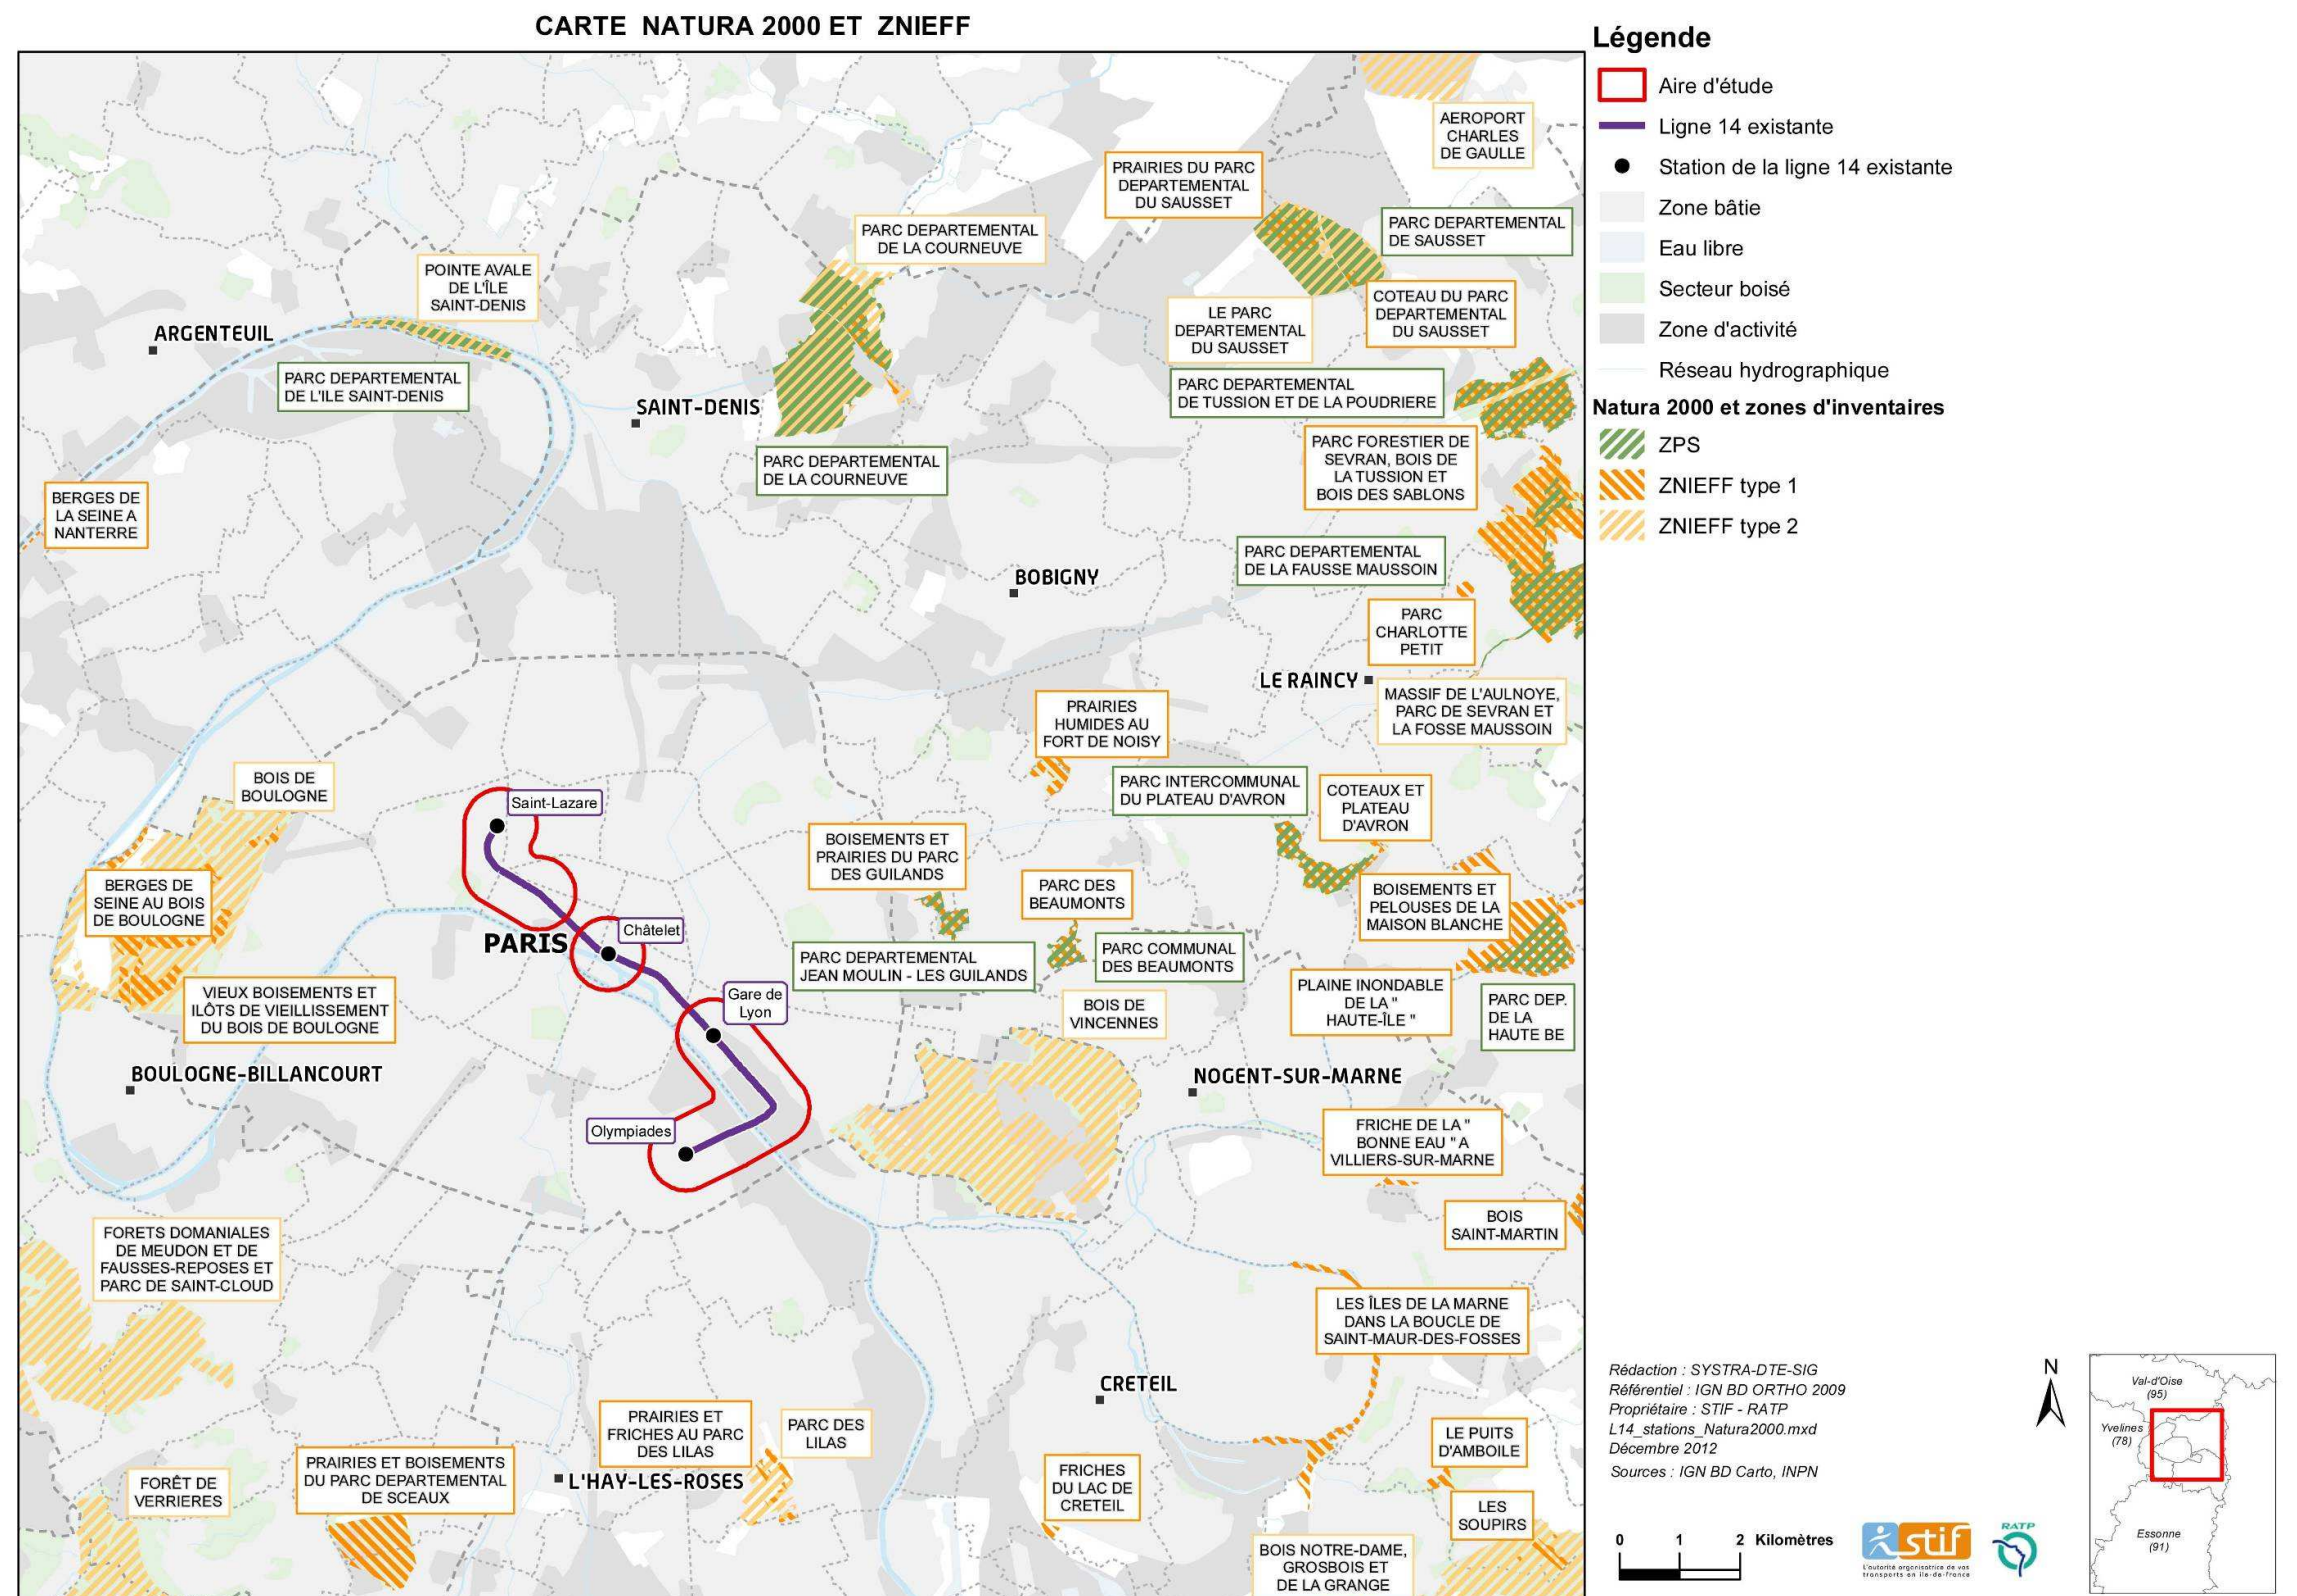 CARTE  NATURA 2000 ET  ZNIEFF
AEROPORT
CHARLES
DE GAULLE
PRAIRIES DU PARC
DEPARTEMENTAL
DU SAUSSET
PARC DEPARTEMENTAL
DE SAUSSET
PARC DEPARTEMENTAL
DE LA COURNEUVE
POINTE AVALE
DE L'ÎLE
SAINT-DENIS
COTEAU DU PARC
DEPARTEMENTAL
DU SAUSSET
LE PARC
DEPARTEMENTAL
DU SAUSSET
ARGENTEUIL
PARC DEPARTEMENTAL
DE L'ILE SAINT-DENIS
PARC DEPARTEMENTAL
DE TUSSION ET DE LA POUDRIERE
SAINT-DENIS
PARC FORESTIER DE
SEVRAN, BOIS DE
LA TUSSION ET
BOIS DES SABLONS
PARC DEPARTEMENTAL
DE LA COURNEUVE
BERGES DE
LA SEINE A
NANTERRE
PARC DEPARTEMENTAL
DE LA FAUSSE MAUSSOIN
BOBIGNY
PARC
CHARLOTTE
PETIT
LE RAINCY
MASSIF DE L'AULNOYE,
PARC DE SEVRAN ET
LA FOSSE MAUSSOIN
PRAIRIES
HUMIDES AU
FORT DE NOISY
BOIS DE
BOULOGNE
PARC INTERCOMMUNAL
DU PLATEAU D'AVRON
COTEAUX ET
PLATEAU
D'AVRON
Saint-Lazare
BOISEMENTS ET
PRAIRIES DU PARC
DES GUILANDS
BERGES DE
SEINE AU BOIS
DE BOULOGNE
PARC DES
BEAUMONTS
BOISEMENTS ET
PELOUSES DE LA
MAISON BLANCHE
Châtelet
PARIS
PARC DEPARTEMENTAL
JEAN MOULIN - LES GUILANDS
PARC COMMUNAL
DES BEAUMONTS
VIEUX BOISEMENTS ET
ILÔTS DE VIEILLISSEMENT
DU BOIS DE BOULOGNE
Gare de
Lyon
BOIS DE
VINCENNES
PLAINE INONDABLE
DE LA "
HAUTE-ÎLE "
PARC DEP.
DE LA
HAUTE BE
BOULOGNE-BILLANCOURT
NOGENT-SUR-MARNE
Olympiades
FRICHE DE LA "
BONNE EAU " A
VILLIERS-SUR-MARNE
BOIS
SAINT-MARTIN
FORETS DOMANIALES
DE MEUDON ET DE
FAUSSES-REPOSES ET
PARC DE SAINT-CLOUD
LES ÎLES DE LA MARNE
DANS LA BOUCLE DE
SAINT-MAUR-DES-FOSSES
CRETEIL
PRAIRIES ET
FRICHES AU PARC
DES LILAS
PARC DES
LILAS
LE PUITS
D'AMBOILE
PRAIRIES ET BOISEMENTS
DU PARC DEPARTEMENTAL
DE SCEAUX
L'HAY-LES-ROSES
FORÊT DE
VERRIERES
FRICHES
DU LAC DE
CRETEIL
LES
SOUPIRS
BOIS NOTRE-DAME,
GROSBOIS ET
DE LA GRANGE
Légende
Aire d'étude
Ligne 14 existante
Station de la ligne 14 existante
Zone bâtie
Eau libre
Secteur boisé
Zone d'activité
Réseau hydrographique
Natura 2000 et zones d'inventaires
ZPS
ZNIEFF type 1
ZNIEFF type 2
Rédaction : SYSTRA-DTE-SIG
Référentiel : IGN BD ORTHO 2009
Propriétaire : STIF - RATP
L14_stations_Natura2000.mxd
Décembre 2012
Sources : IGN BD Carto, INPN
0 1 2 Kilomètres
stif
L'autorité organisatrice de vos
transports en île-de-France
RATP
N
Val-d'Oise
(95)
Yvelines
(78)
Essonne
(91)